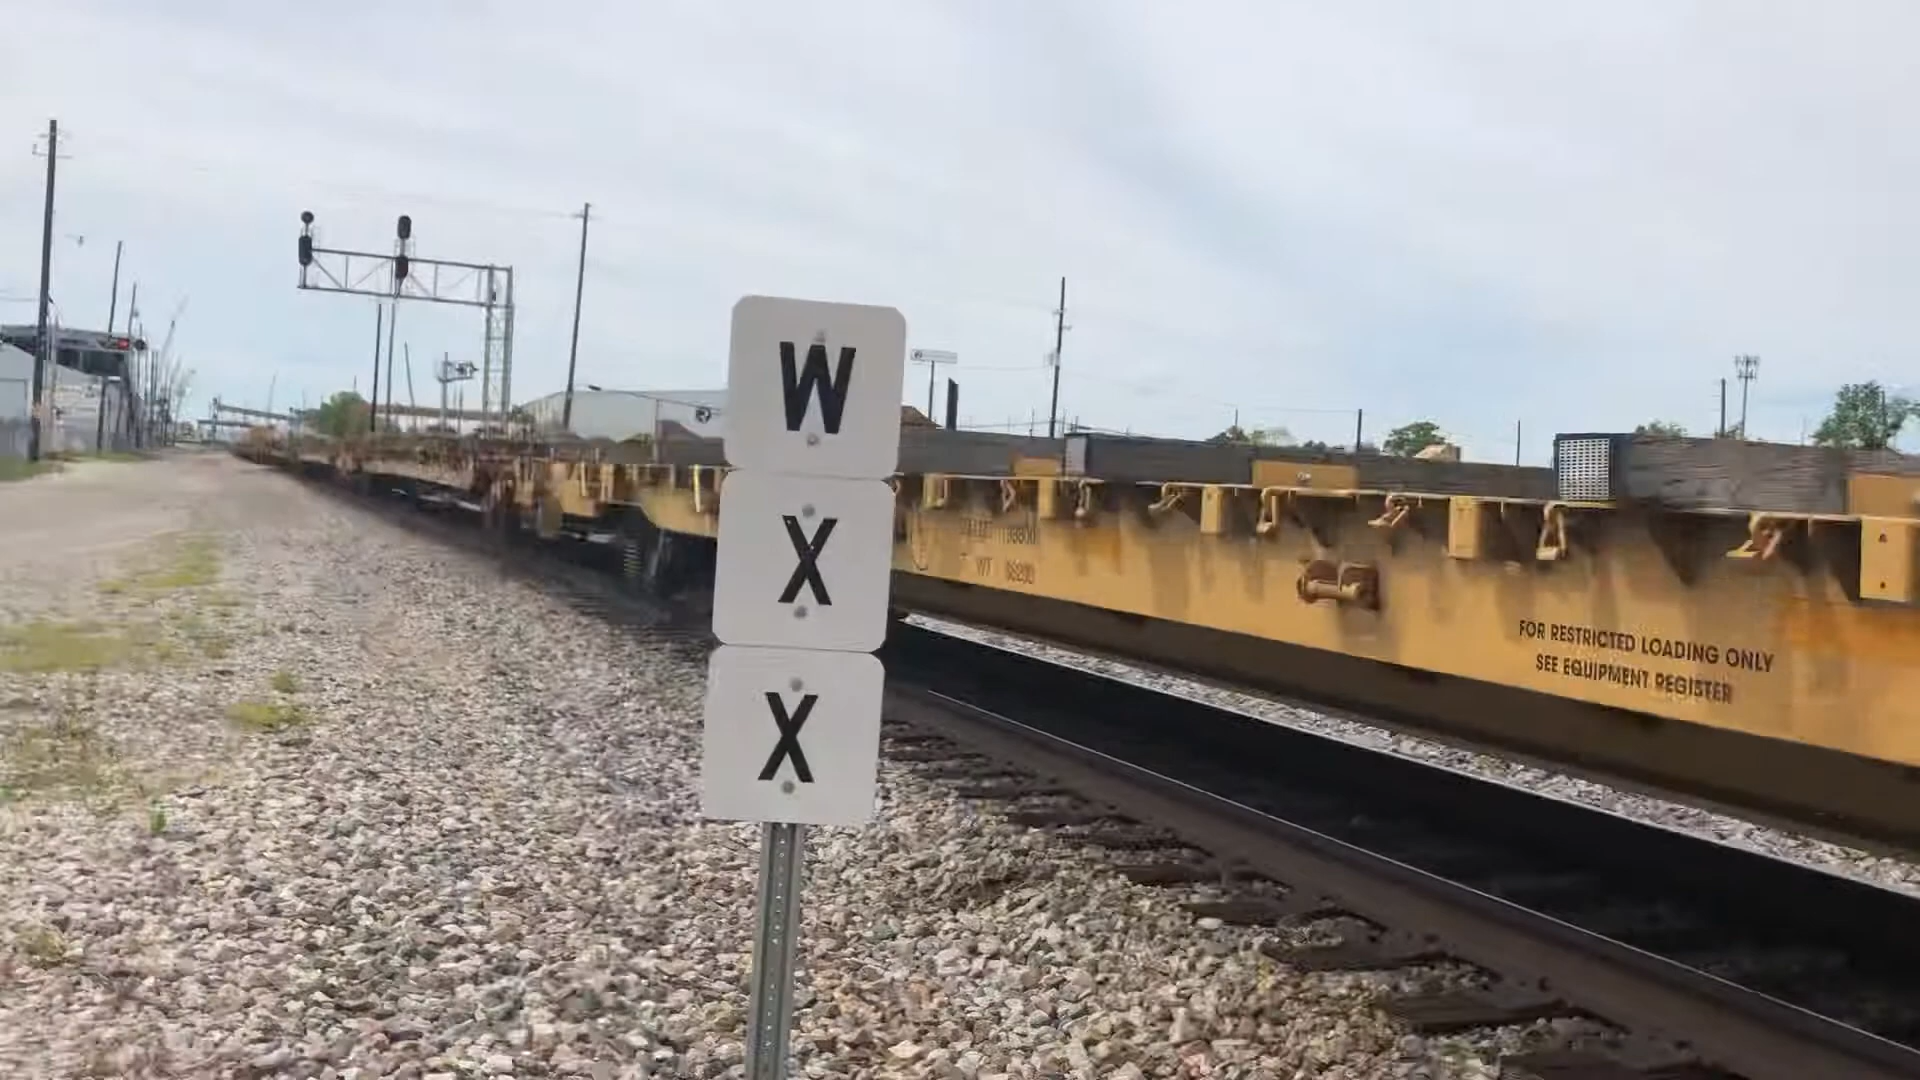 W
X
X
FOR RESTRICTED LOADING ONLY
SEE EQUIPMENT REGISTER